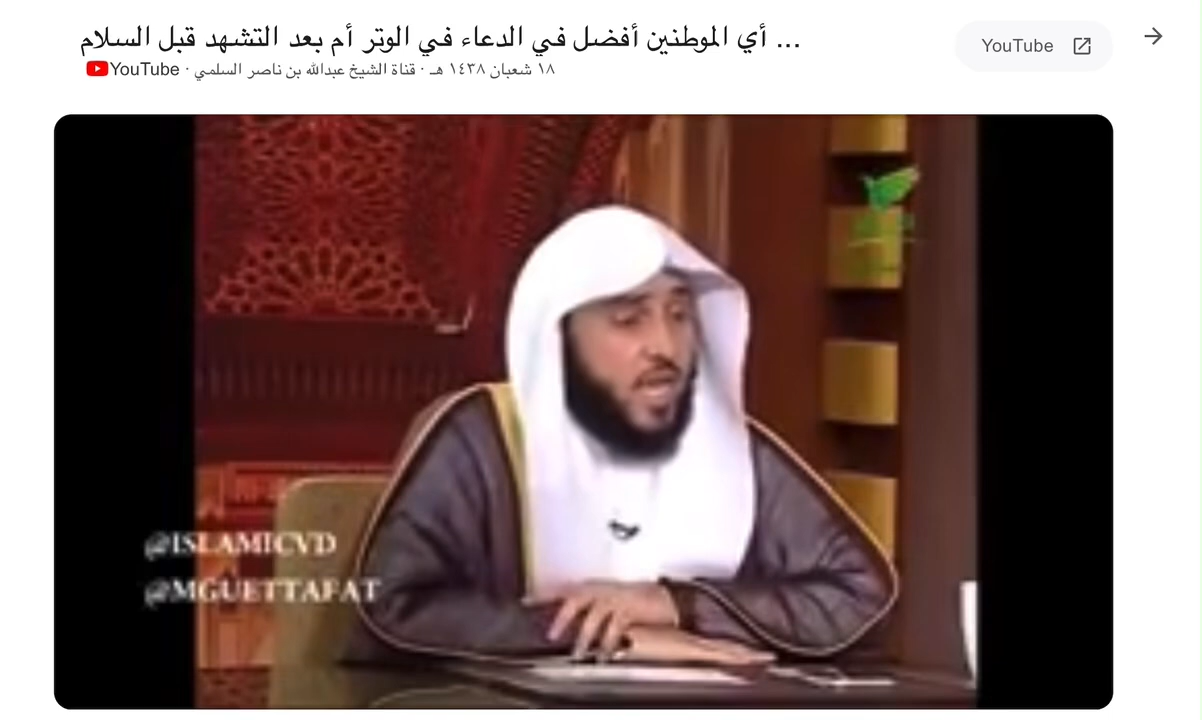 أي الموطنين أفضل في الدعاء في الوتر أم بعد التشهد قبل السلام ...
YouTube
YouTube · قناة الشيخ عبدالله بن ناصر السلمي · ١٨ شعبان ١٤٣٨ هـ
@ISLAMICVD
@MGUETTAFAT